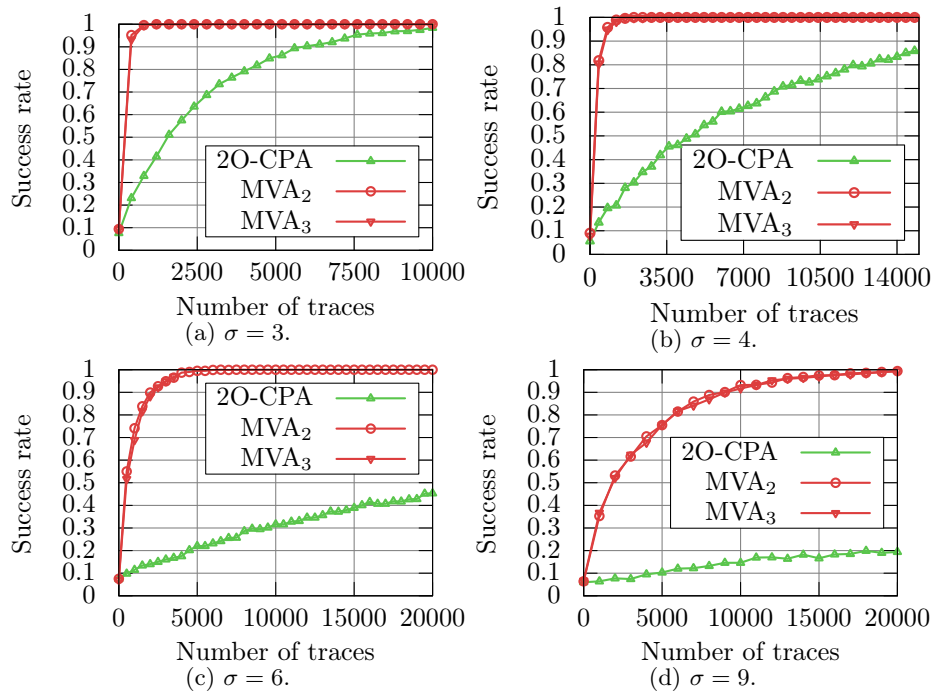 Success rate
1
0.9
0.8
0.7
0.6
0.5
0.4
0.3
0.2
0.1
0
2O-CPA
MVA₂
MVA₃
0 2500 5000 7500 10000
Number of traces
(a) σ = 3.
Success rate
1
0.9
0.8
0.7
0.6
0.5
0.4
0.3
0.2
0.1
0
2O-CPA
MVA₂
MVA₃
0 3500 7000 10500 14000
Number of traces
(b) σ = 4.
Success rate
1
0.9
0.8
0.7
0.6
0.5
0.4
0.3
0.2
0.1
0
2O-CPA
MVA₂
MVA₃
0 5000 10000 15000 20000
Number of traces
(c) σ = 6.
Success rate
1
0.9
0.8
0.7
0.6
0.5
0.4
0.3
0.2
0.1
0
2O-CPA
MVA₂
MVA₃
0 5000 10000 15000 20000
Number of traces
(d) σ = 9.